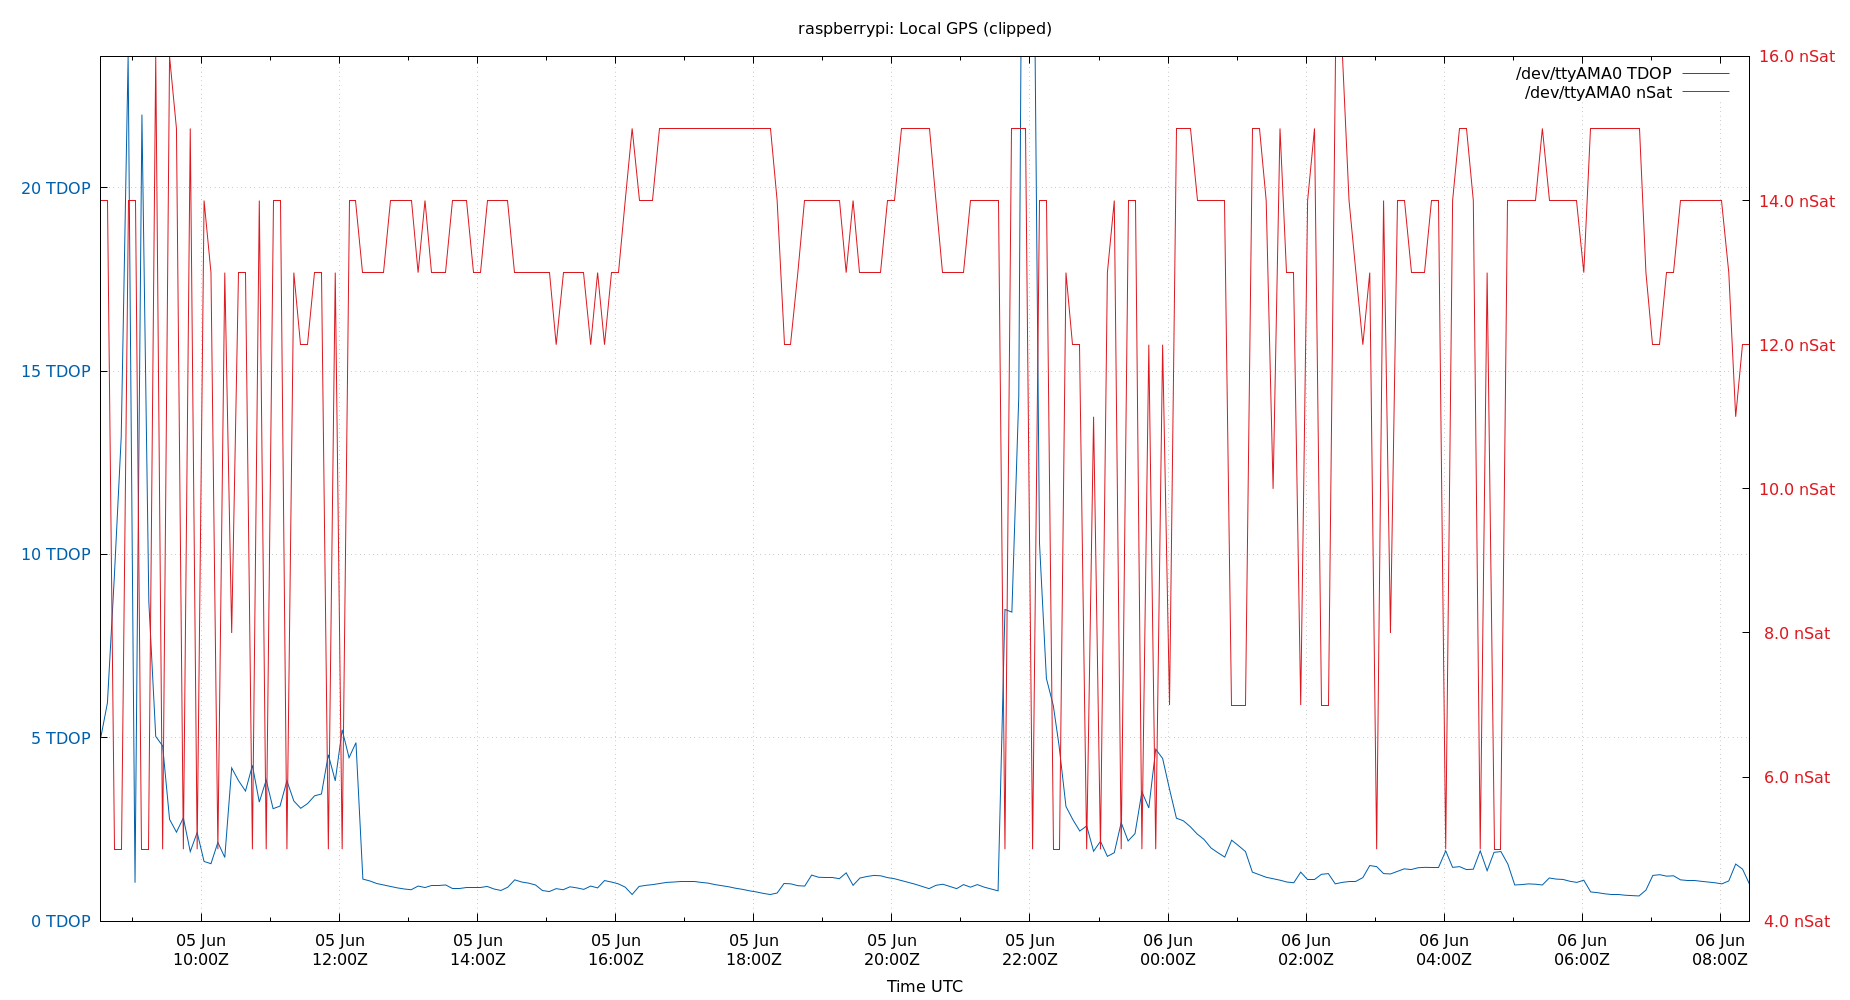 raspberrypi: Local GPS (clipped)
/dev/ttyAMA0 TDOP
/dev/ttyAMA0 nSat
20 TDOP
15 TDOP
10 TDOP
5 TDOP
0 TDOP
16.0 nSat
14.0 nSat
12.0 nSat
10.0 nSat
8.0 nSat
6.0 nSat
4.0 nSat
05 Jun
10:00Z
05 Jun
12:00Z
05 Jun
14:00Z
05 Jun
16:00Z
05 Jun
18:00Z
05 Jun
20:00Z
05 Jun
22:00Z
06 Jun
00:00Z
06 Jun
02:00Z
06 Jun
04:00Z
06 Jun
06:00Z
06 Jun
08:00Z
Time UTC